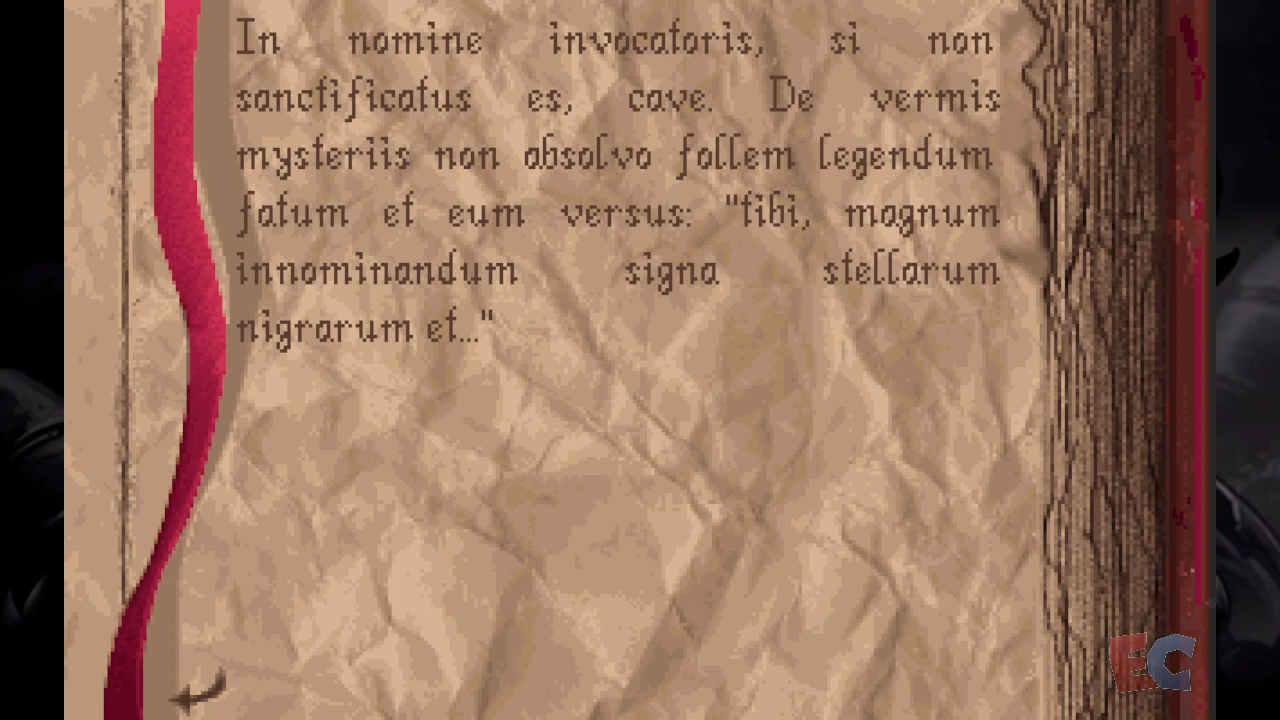 In nomine invocatoris, si non
sanctificatus es, cave. De vermis
mysteriis non absolvo follem legendum
fatum et eum versus: "tibi, magnum
innominandum signa stellarum
nigrarum et..."
EC